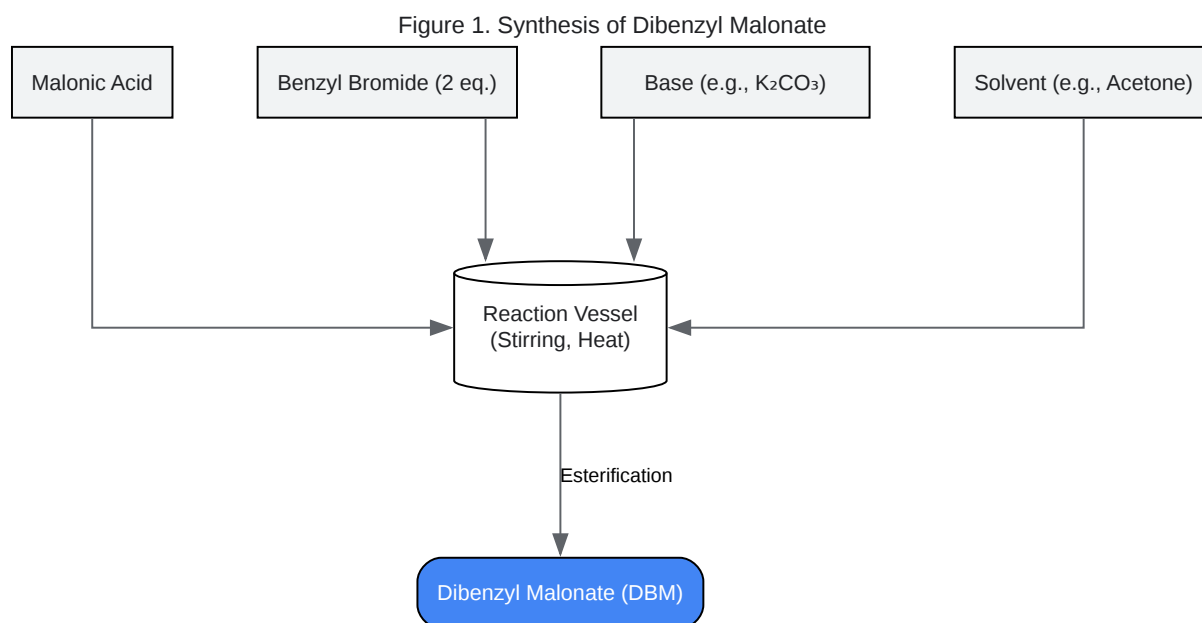 Figure 1. Synthesis of Dibenzyl Malonate
Malonic Acid
Benzyl Bromide (2 eq.)
Base (e.g., K₂CO₃)
Solvent (e.g., Acetone)
Reaction Vessel
(Stirring, Heat)
Esterification
Dibenzyl Malonate (DBM)